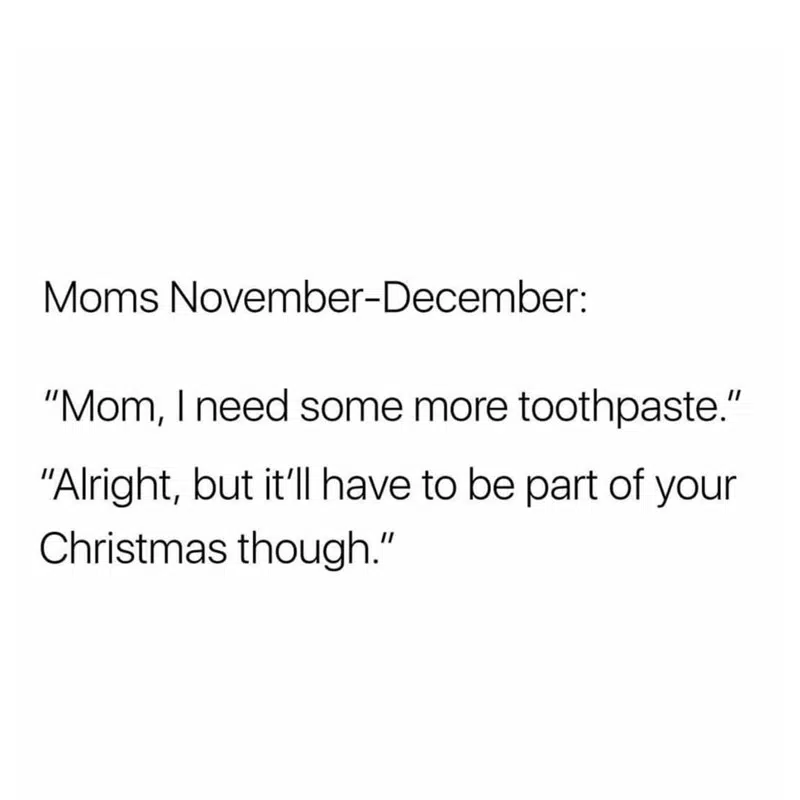 Moms November-December:
"Mom, I need some more toothpaste."
"Alright, but it'll have to be part of your
Christmas though."